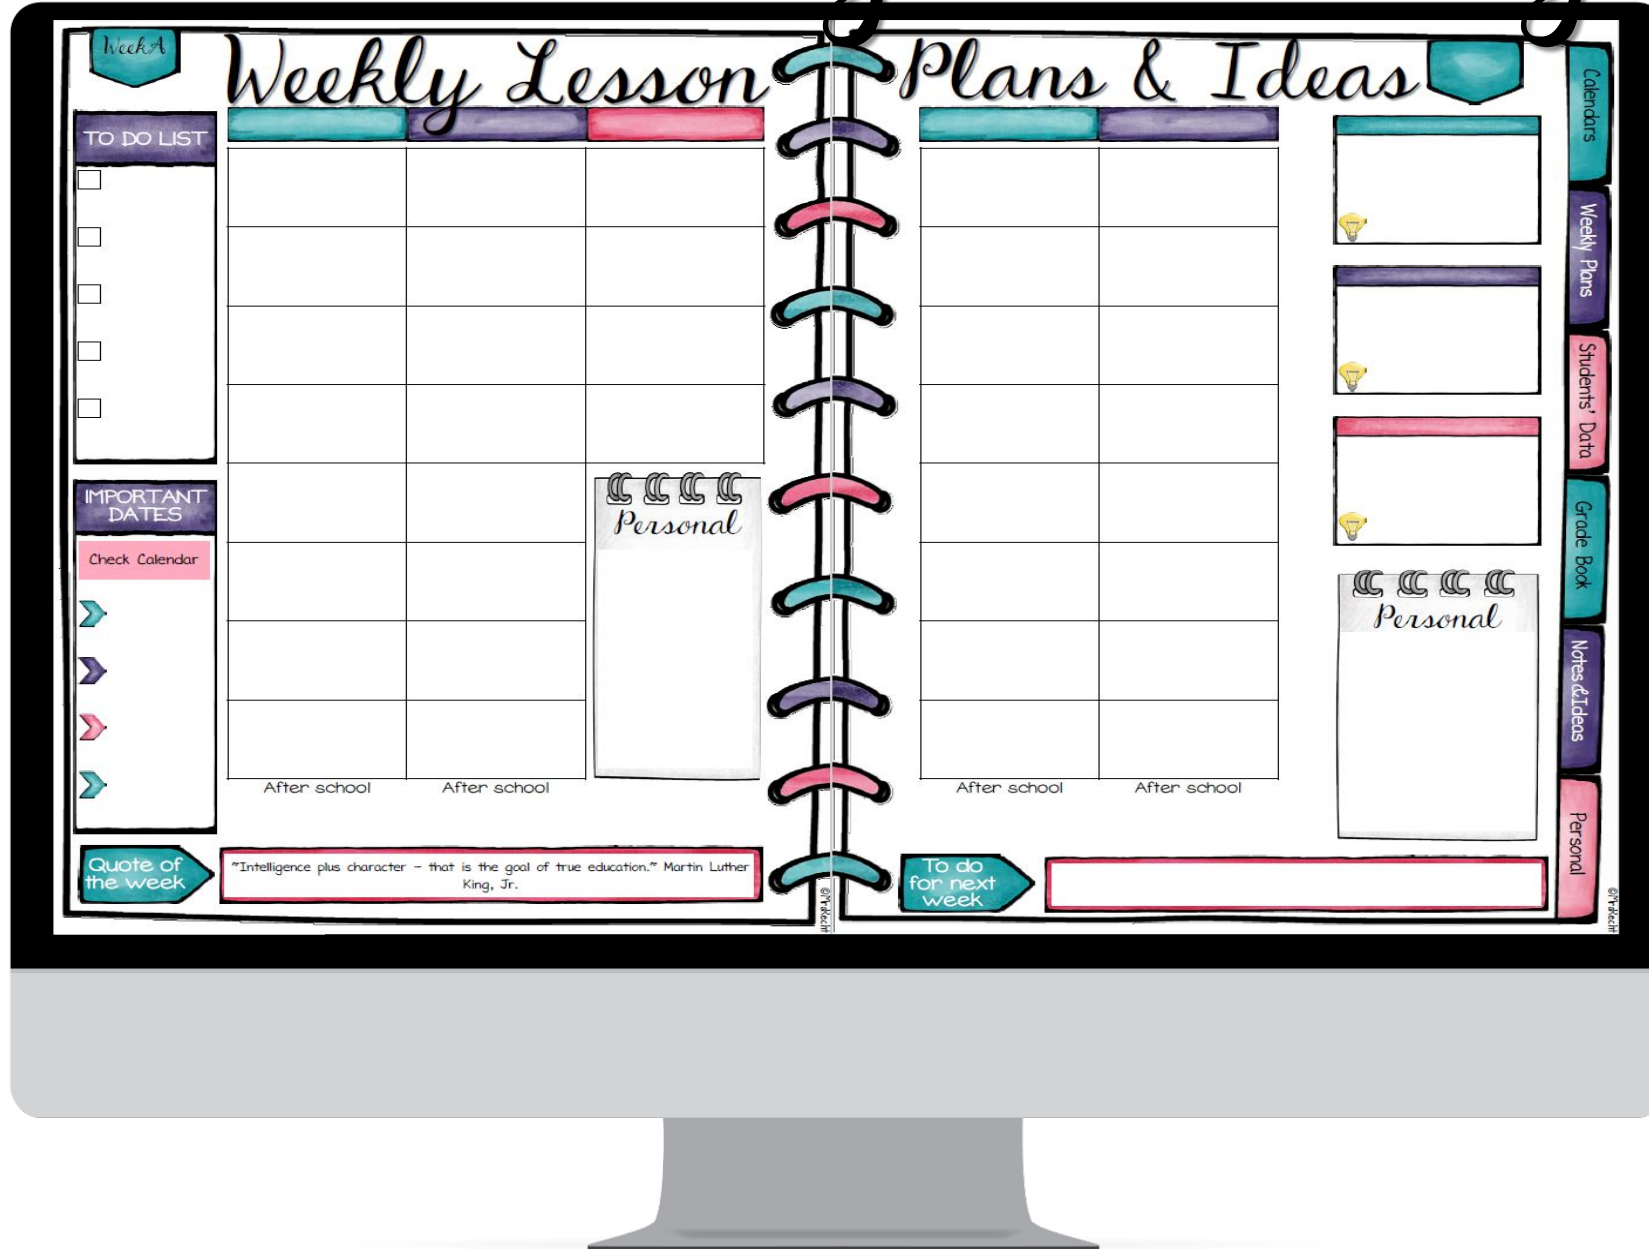 Week A
Weekly Lesson Plans & Ideas
TO DO LIST
IMPORTANT
DATES
Check Calendar
Personal
After school
After school
Quote of
the week
"Intelligence plus character - that is the goal of true education." Martin Luther
King, Jr.
After school
After school
Personal
To do
for next
week
Calendars
Weekly Plans
Students' Data
Grade Book
Notes&Ideas
Personal
©MrsRecht
©MrsRecht